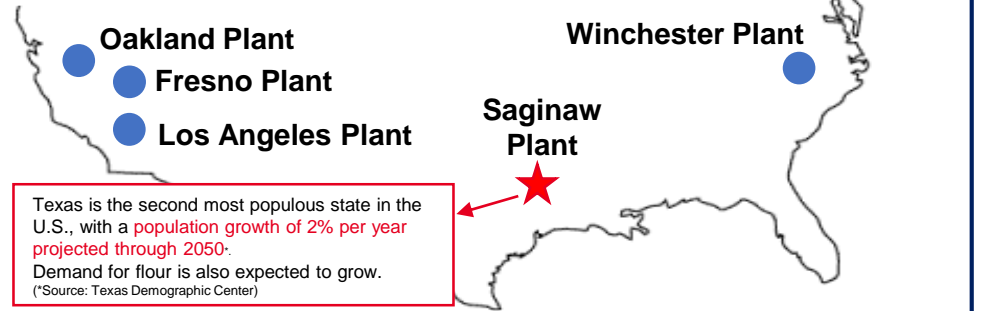 Oakland Plant
Winchester Plant
Fresno Plant
Saginaw
Plant
Los Angeles Plant
Texas is the second most populous state in the
U.S., with a population growth of 2% per year
projected through 2050*.
Demand for flour is also expected to grow.
(*Source: Texas Demographic Center)